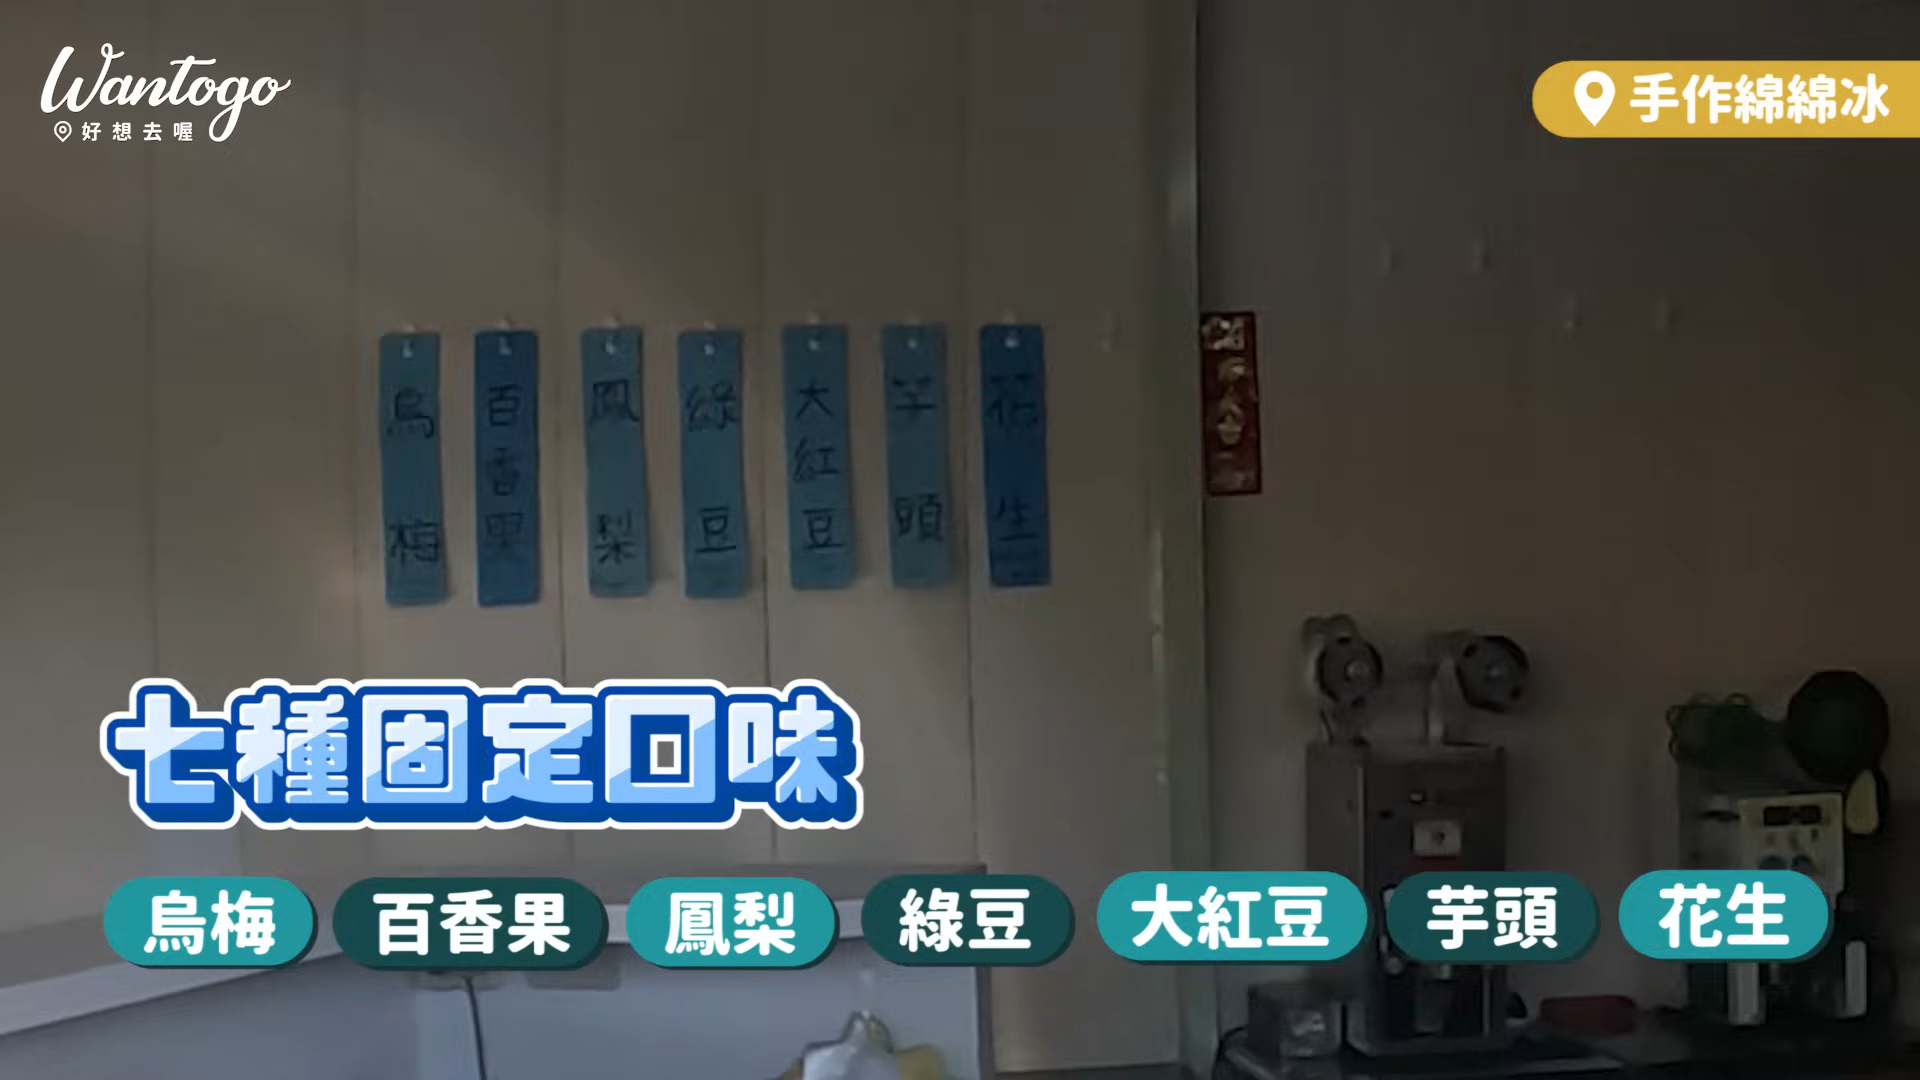 Wantogo
好想去喔
手作綿綿冰
烏梅
百香果
鳳梨
綠豆
大紅豆
芋頭
花生
七種固定口味
烏梅 百香果 鳳梨 綠豆 大紅豆 芋頭 花生